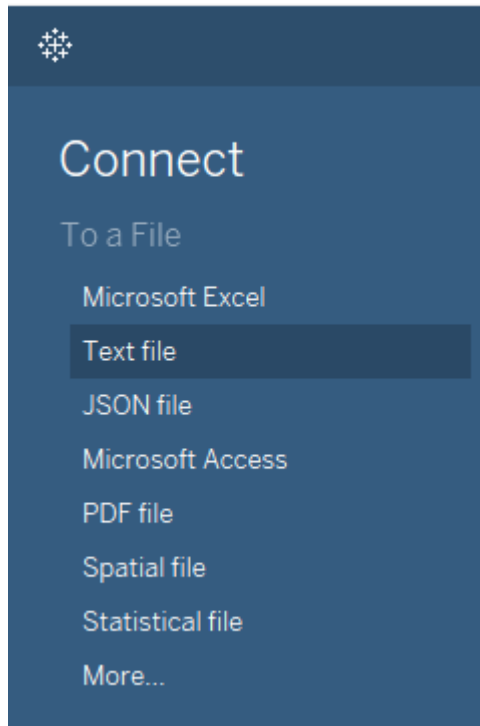 Connect
To a File
Microsoft Excel
Text file
JSON file
Microsoft Access
PDF file
Spatial file
Statistical file
More...